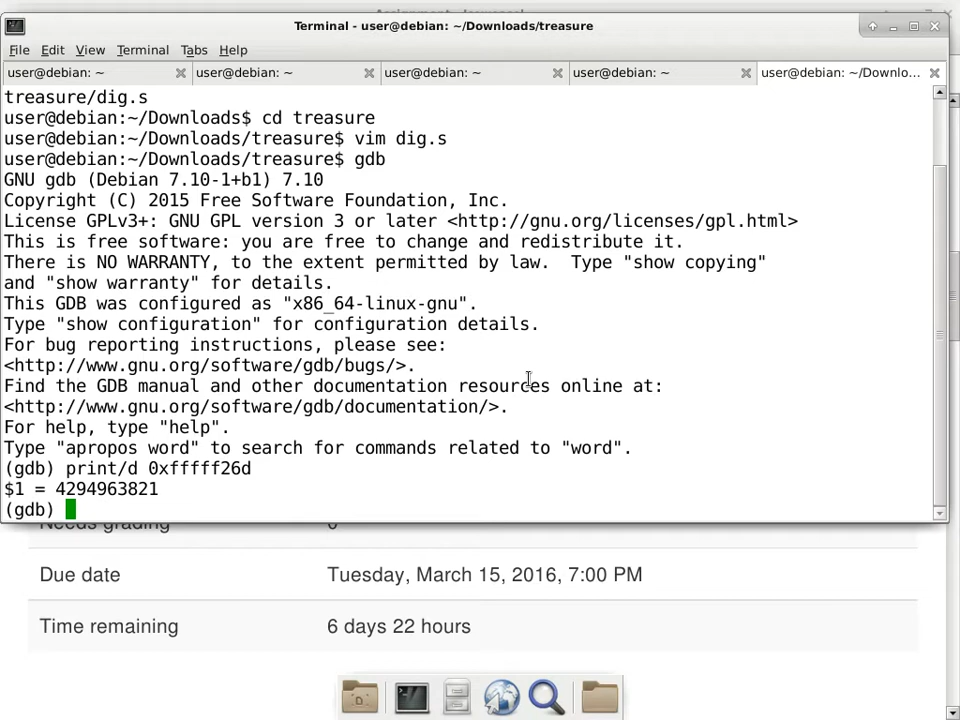 Terminal - user@debian: ~/Downloads/treasure
File Edit View Terminal Tabs Help
user@debian: ~ user@debian: ~ user@debian: ~ user@debian: ~ user@debian: ~/Downlo...
treasure/dig.s
user@debian:~/Downloads$ cd treasure
user@debian:~/Downloads/treasure$ vim dig.s
user@debian:~/Downloads/treasure$ gdb
GNU gdb (Debian 7.10-1+b1) 7.10
Copyright (C) 2015 Free Software Foundation, Inc.
License GPLv3+: GNU GPL version 3 or later <http://gnu.org/licenses/gpl.html>
This is free software: you are free to change and redistribute it.
There is NO WARRANTY, to the extent permitted by law.  Type "show copying"
and "show warranty" for details.
This GDB was configured as "x86_64-linux-gnu".
Type "show configuration" for configuration details.
For bug reporting instructions, please see:
<http://www.gnu.org/software/gdb/bugs/>.
Find the GDB manual and other documentation resources online at:
<http://www.gnu.org/software/gdb/documentation/>.
For help, type "help".
Type "apropos word" to search for commands related to "word".
(gdb) print/d 0xfffff26d
$1 = 4294963821
(gdb)
Needs grading 0
Due date Tuesday, March 15, 2016, 7:00 PM
Time remaining 6 days 22 hours